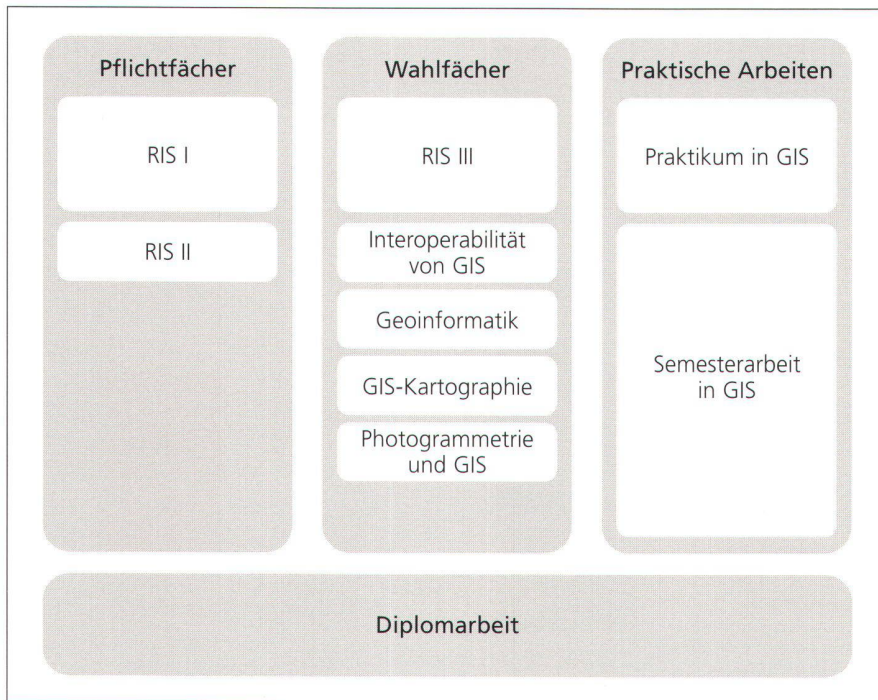 Pflichtfächer
RIS I
RIS II
Wahlfächer
RIS III
Interoperabilität
von GIS
Geoinformatik
GIS-Kartographie
Photogrammetrie
und GIS
Praktische Arbeiten
Praktikum in GIS
Semesterarbeit
in GIS
Diplomarbeit